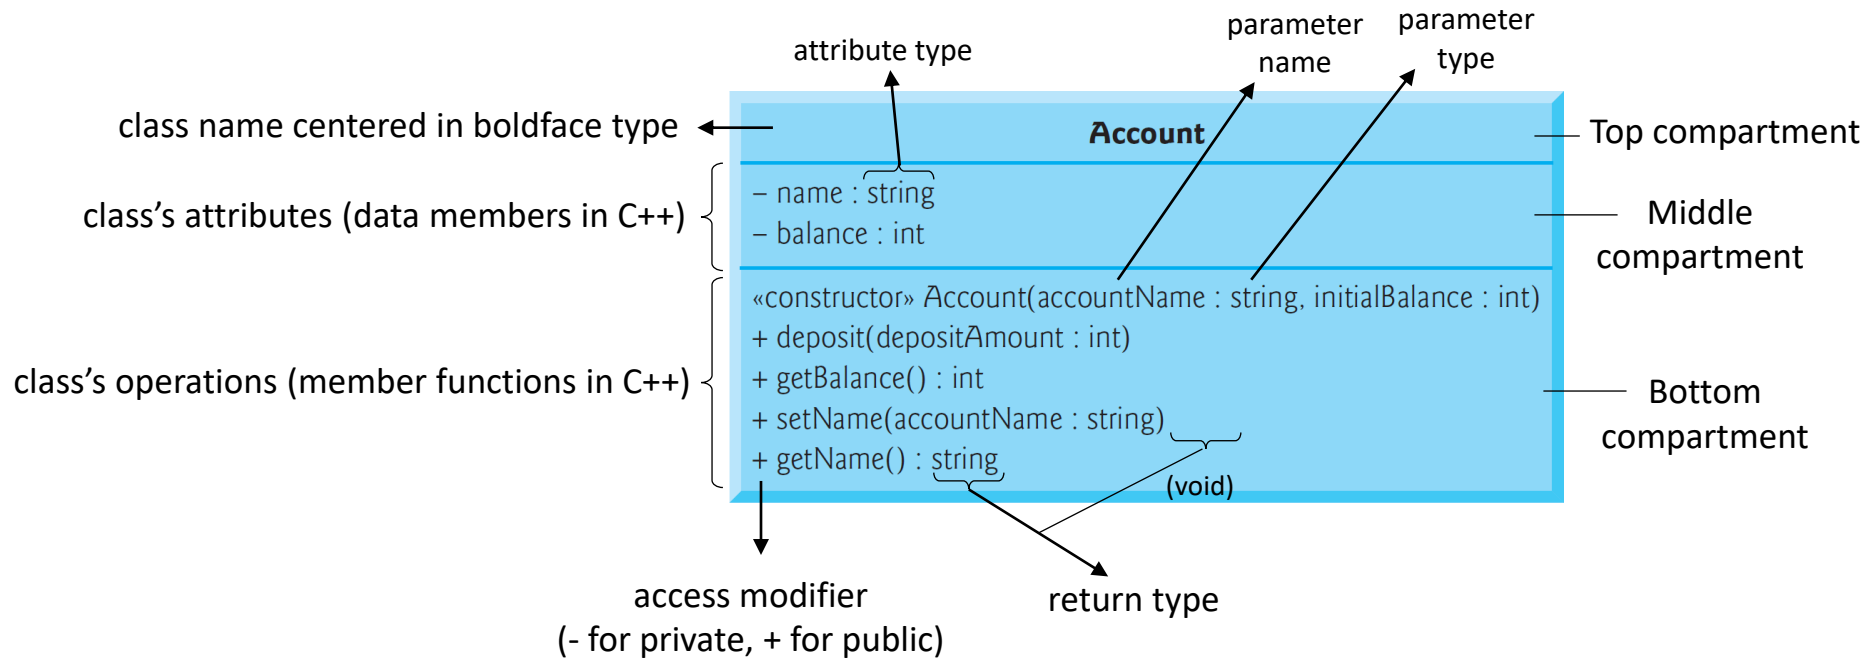 parameter
name
parameter
type
attribute type
class name centered in boldface type
Account
Top compartment
class’s attributes (data members in C++)
– name : string
– balance : int
Middle
compartment
class’s operations (member functions in C++)
«constructor» Account(accountName : string, initialBalance : int)
+ deposit(depositAmount : int)
+ getBalance() : int
+ setName(accountName : string)
+ getName() : string
(void)
Bottom
compartment
access modifier
(- for private, + for public)
return type